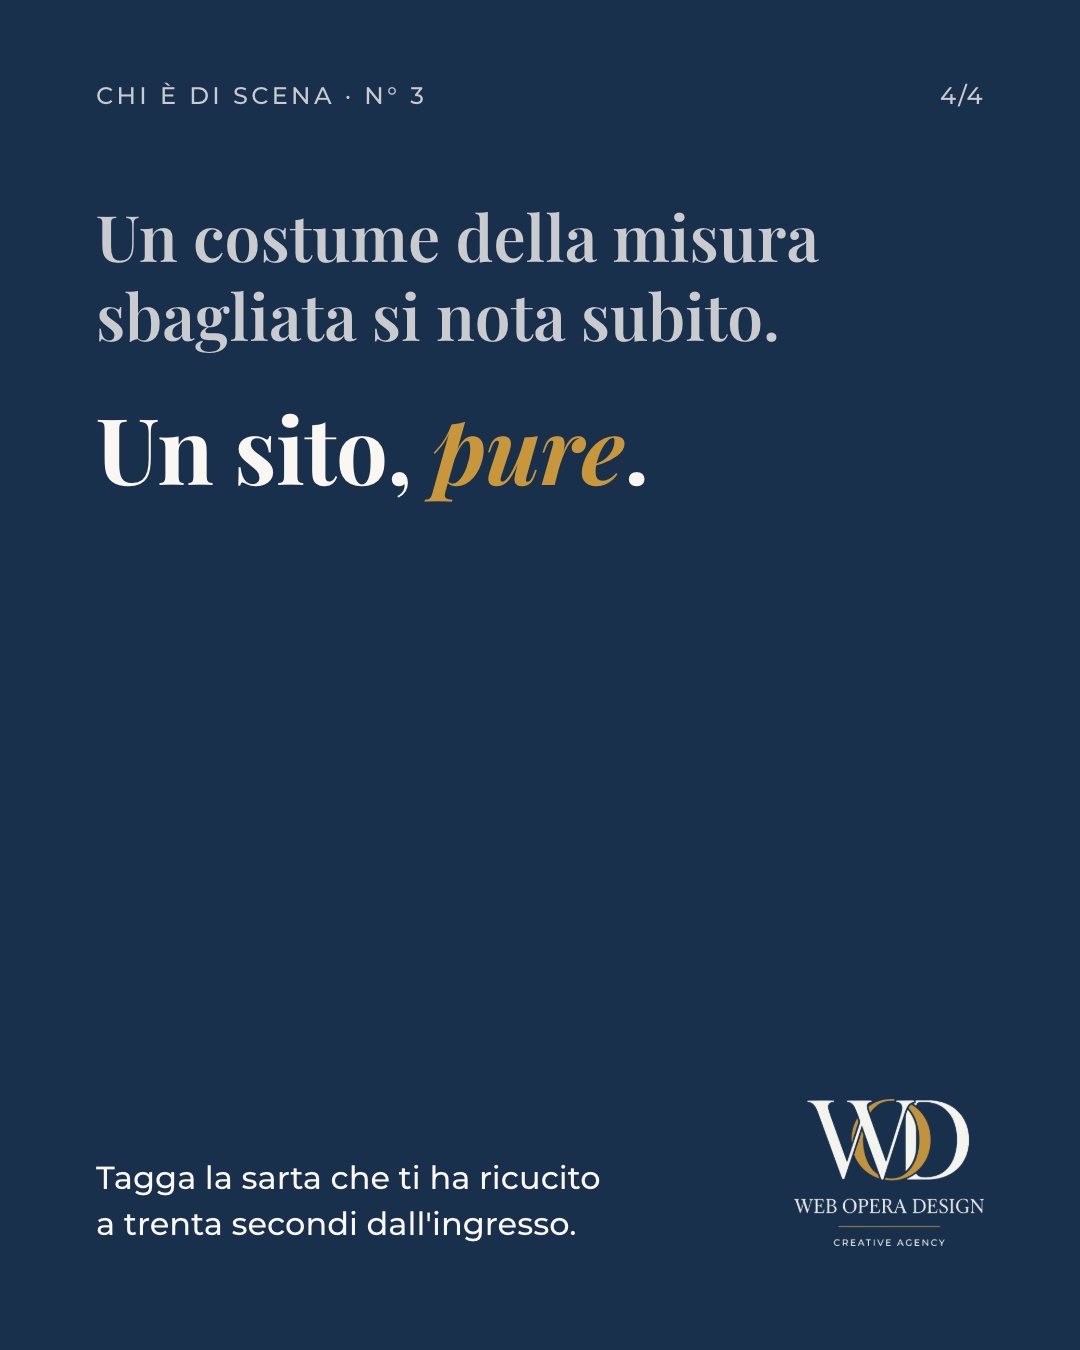 CHI È DI SCENA · N° 3
4/4
Un costume della misura
sbagliata si nota subito.
Un sito, pure.
Tagga la sarta che ti ha ricucito
a trenta secondi dall'ingresso.
WOD
WEB OPERA DESIGN
CREATIVE AGENCY